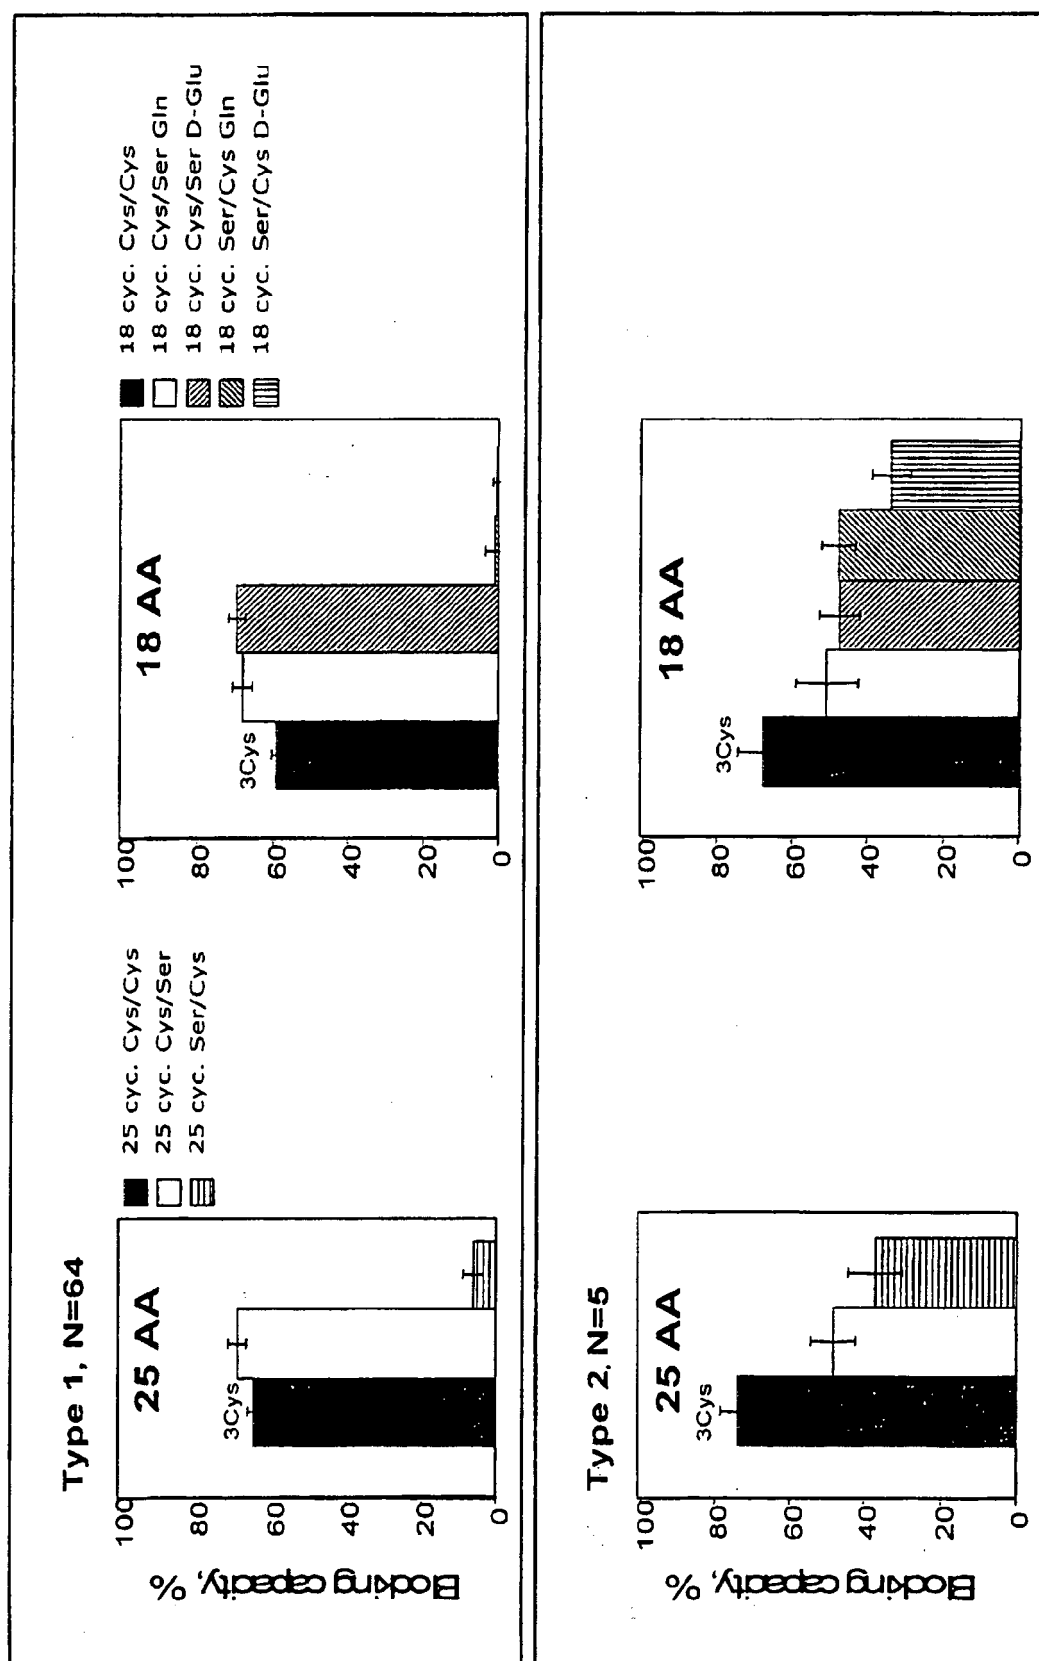 Type 1, N=64
Blocking capacity, %
100
80
60
40
20
0
25 AA
3Cys
25 cyc. Cys/Cys
25 cyc. Cys/Ser
25 cyc. Ser/Cys
100
80
60
40
20
0
18 AA
3Cys
18 cyc. Cys/Cys
18 cyc. Cys/Ser Gln
18 cyc. Cys/Ser D-Glu
18 cyc. Ser/Cys Gln
18 cyc. Ser/Cys D-Glu
Type 2, N=5
Blocking capacity, %
100
80
60
40
20
0
25 AA
3Cys
100
80
60
40
20
0
18 AA
3Cys